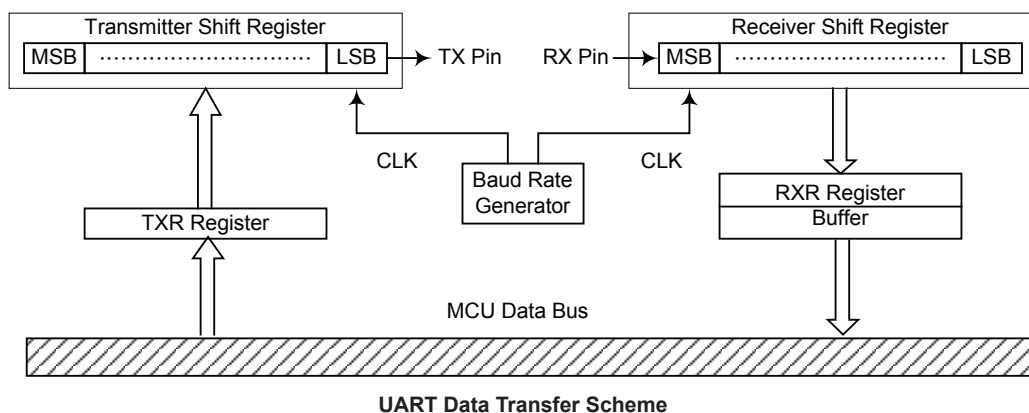 Transmitter Shift Register
MSB ................................ LSB
TX Pin
RX Pin
Receiver Shift Register
MSB ................................ LSB
CLK
CLK
Baud Rate
Generator
TXR Register
RXR Register
Buffer
MCU Data Bus
UART Data Transfer Scheme